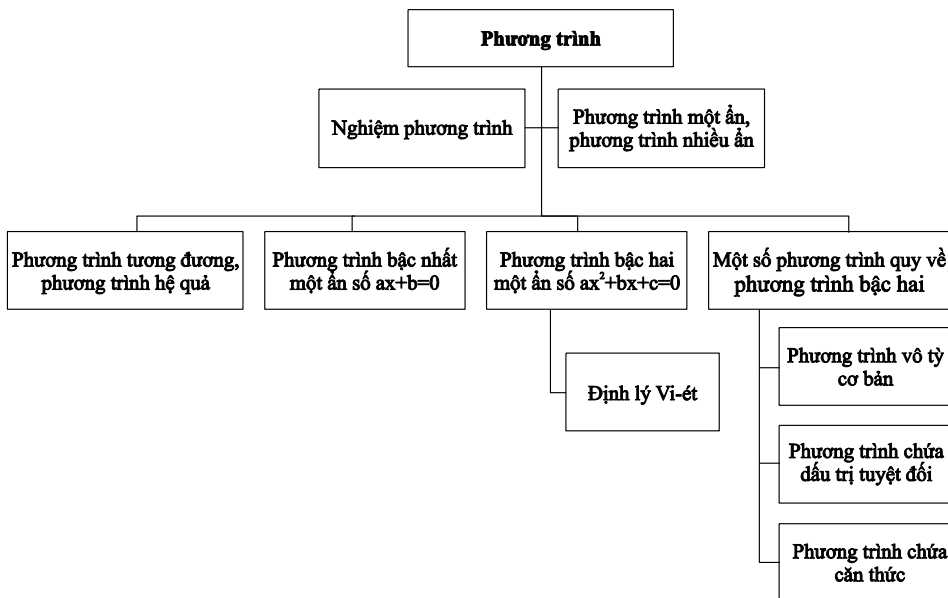 Phương trình
Nghiệm phương trình
Phương trình một ẩn,
phương trình nhiều ẩn
Phương trình tương đương,
phương trình hệ quả
Phương trình bậc nhất
một ẩn số ax+b=0
Phương trình bậc hai
một ẩn số ax²+bx+c=0
Một số phương trình quy về
phương trình bậc hai
Định lý Vi-ét
Phương trình vô tỳ
cơ bản
Phương trình chứa
dấu trị tuyệt đối
Phương trình chứa
căn thức